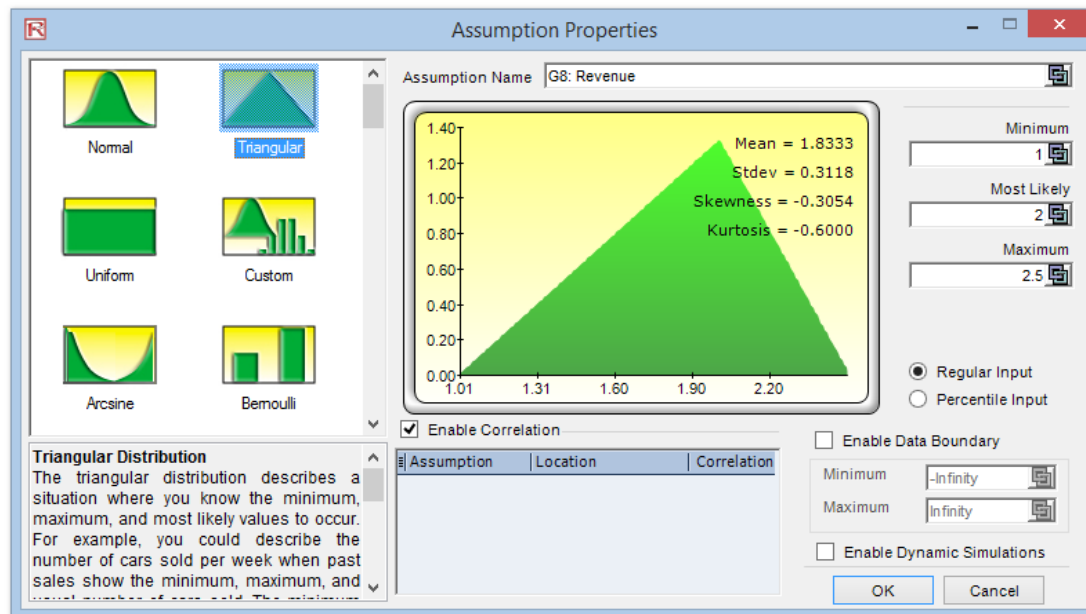 Assumption Properties
Normal
Triangular
Uniform
Custom
Arcsine
Bernoulli
Triangular Distribution
The triangular distribution describes a
situation where you know the minimum,
maximum, and most likely values to occur.
For example, you could describe the
number of cars sold per week when past
sales show the minimum, maximum, and
Assumption Name
G8: Revenue
1.40
1.20
1.00
0.80
0.60
0.40
0.20
0.00
1.01
1.31
1.60
1.90
2.20
Mean = 1.8333
Stdev = 0.3118
Skewness = -0.3054
Kurtosis = -0.6000
Minimum
1
Most Likely
2
Maximum
2.5
Regular Input
Percentile Input
Enable Correlation
Assumption Location Correlation
Enable Data Boundary
Minimum -Infinity
Maximum Infinity
Enable Dynamic Simulations
OK Cancel